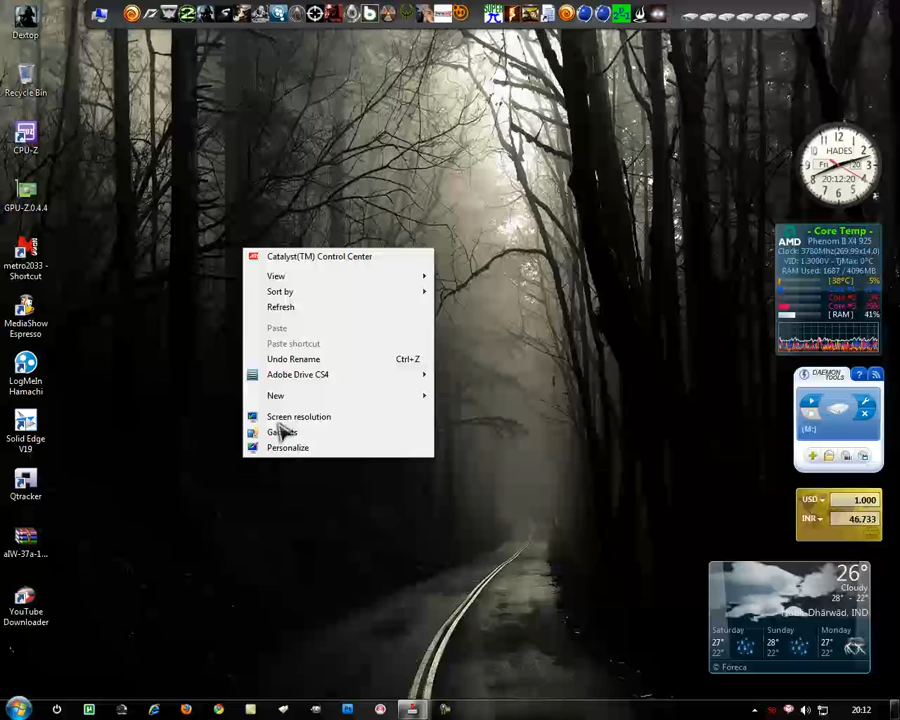 Dextop
Recycle Bin
CPU-Z
GPU-Z.0.4.4
metro2033 -
Shortcut
MediaShow
Espresso
LogMeIn
Hamachi
Solid Edge
V19
Qtracker
aIW-37a-1...
YouTube
Downloader
Catalyst(TM) Control Center
View
Sort by
Refresh
Paste
Paste shortcut
Undo Rename Ctrl+Z
Adobe Drive CS4
New
Screen resolution
Personalize
HADES
Fri 20
20:12:20
- Core Temp -
AMD Phenom II X4 925
Clock: 3780Mhz(269.99x14.0)
VID: 1.3000V - TjMax: 0°C
RAM Used: 1687 / 4096MB
[38°C] 5%
[RAM] 41%
DAEMON
TOOLS
(M:)
USD 1.000
INR 46.733
26°
Cloudy
28° - 22°
Dhārwād, IND
Saturday Sunday Monday
27° 28° 27°
22° 22° 22°
© Foreca
20:12